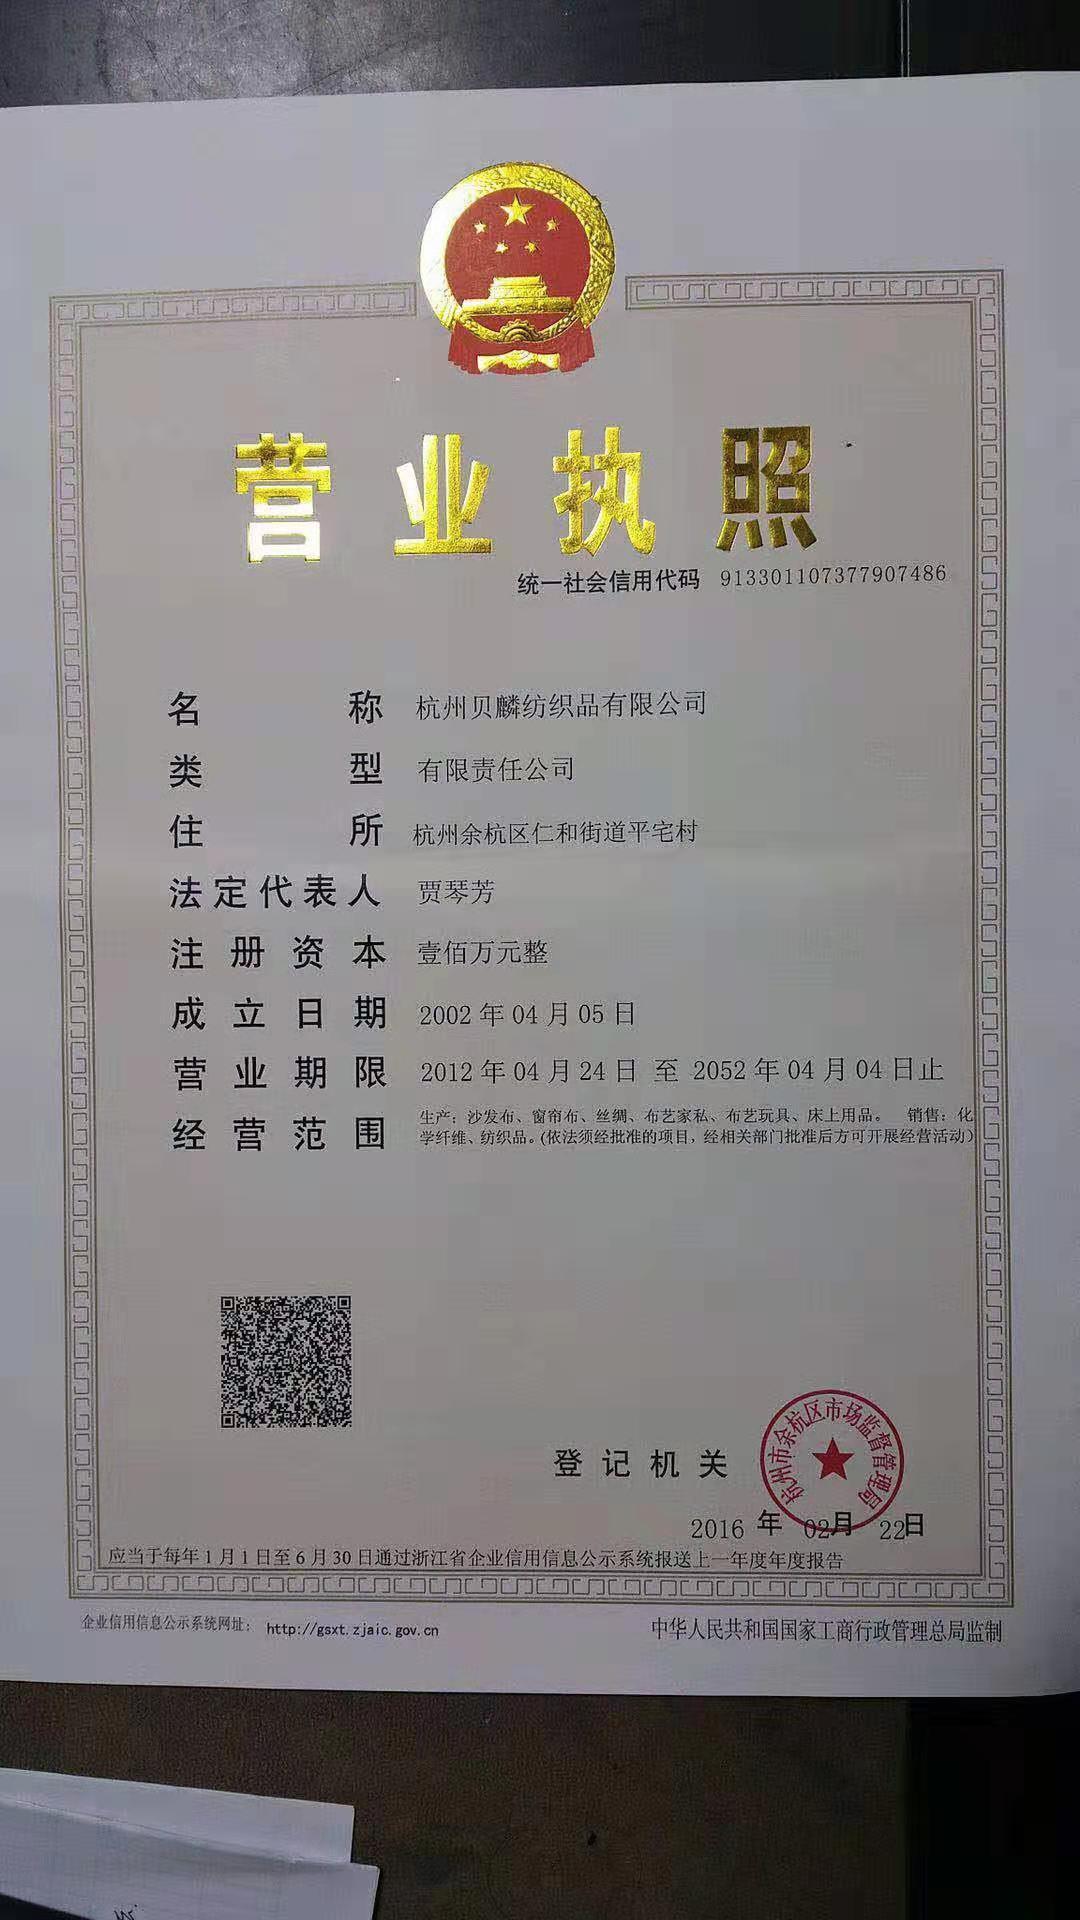 营业执照
统一社会信用代码 913301107377907486
名称 杭州贝麟纺织品有限公司
类型 有限责任公司
住所 杭州余杭区仁和街道平宅村
法定代表人 贾琴芳
注册资本 壹佰万元整
成立日期 2002年04月05日
营业期限 2012年04月24日 至 2052年04月04日止
经营范围 生产：沙发布、窗帘布、丝绸、布艺家私、布艺玩具、床上用品。 销售：化
学纤维、纺织品。(依法须经批准的项目，经相关部门批准后方可开展经营活动)
登记机关
杭州市余杭区市场监督管理局
2016年02月22日
应当于每年1月1日至6月30日通过浙江省企业信用信息公示系统报送上一年度年度报告
企业信用信息公示系统网址： http://gsxt.zjaic.gov.cn
中华人民共和国国家工商行政管理总局监制